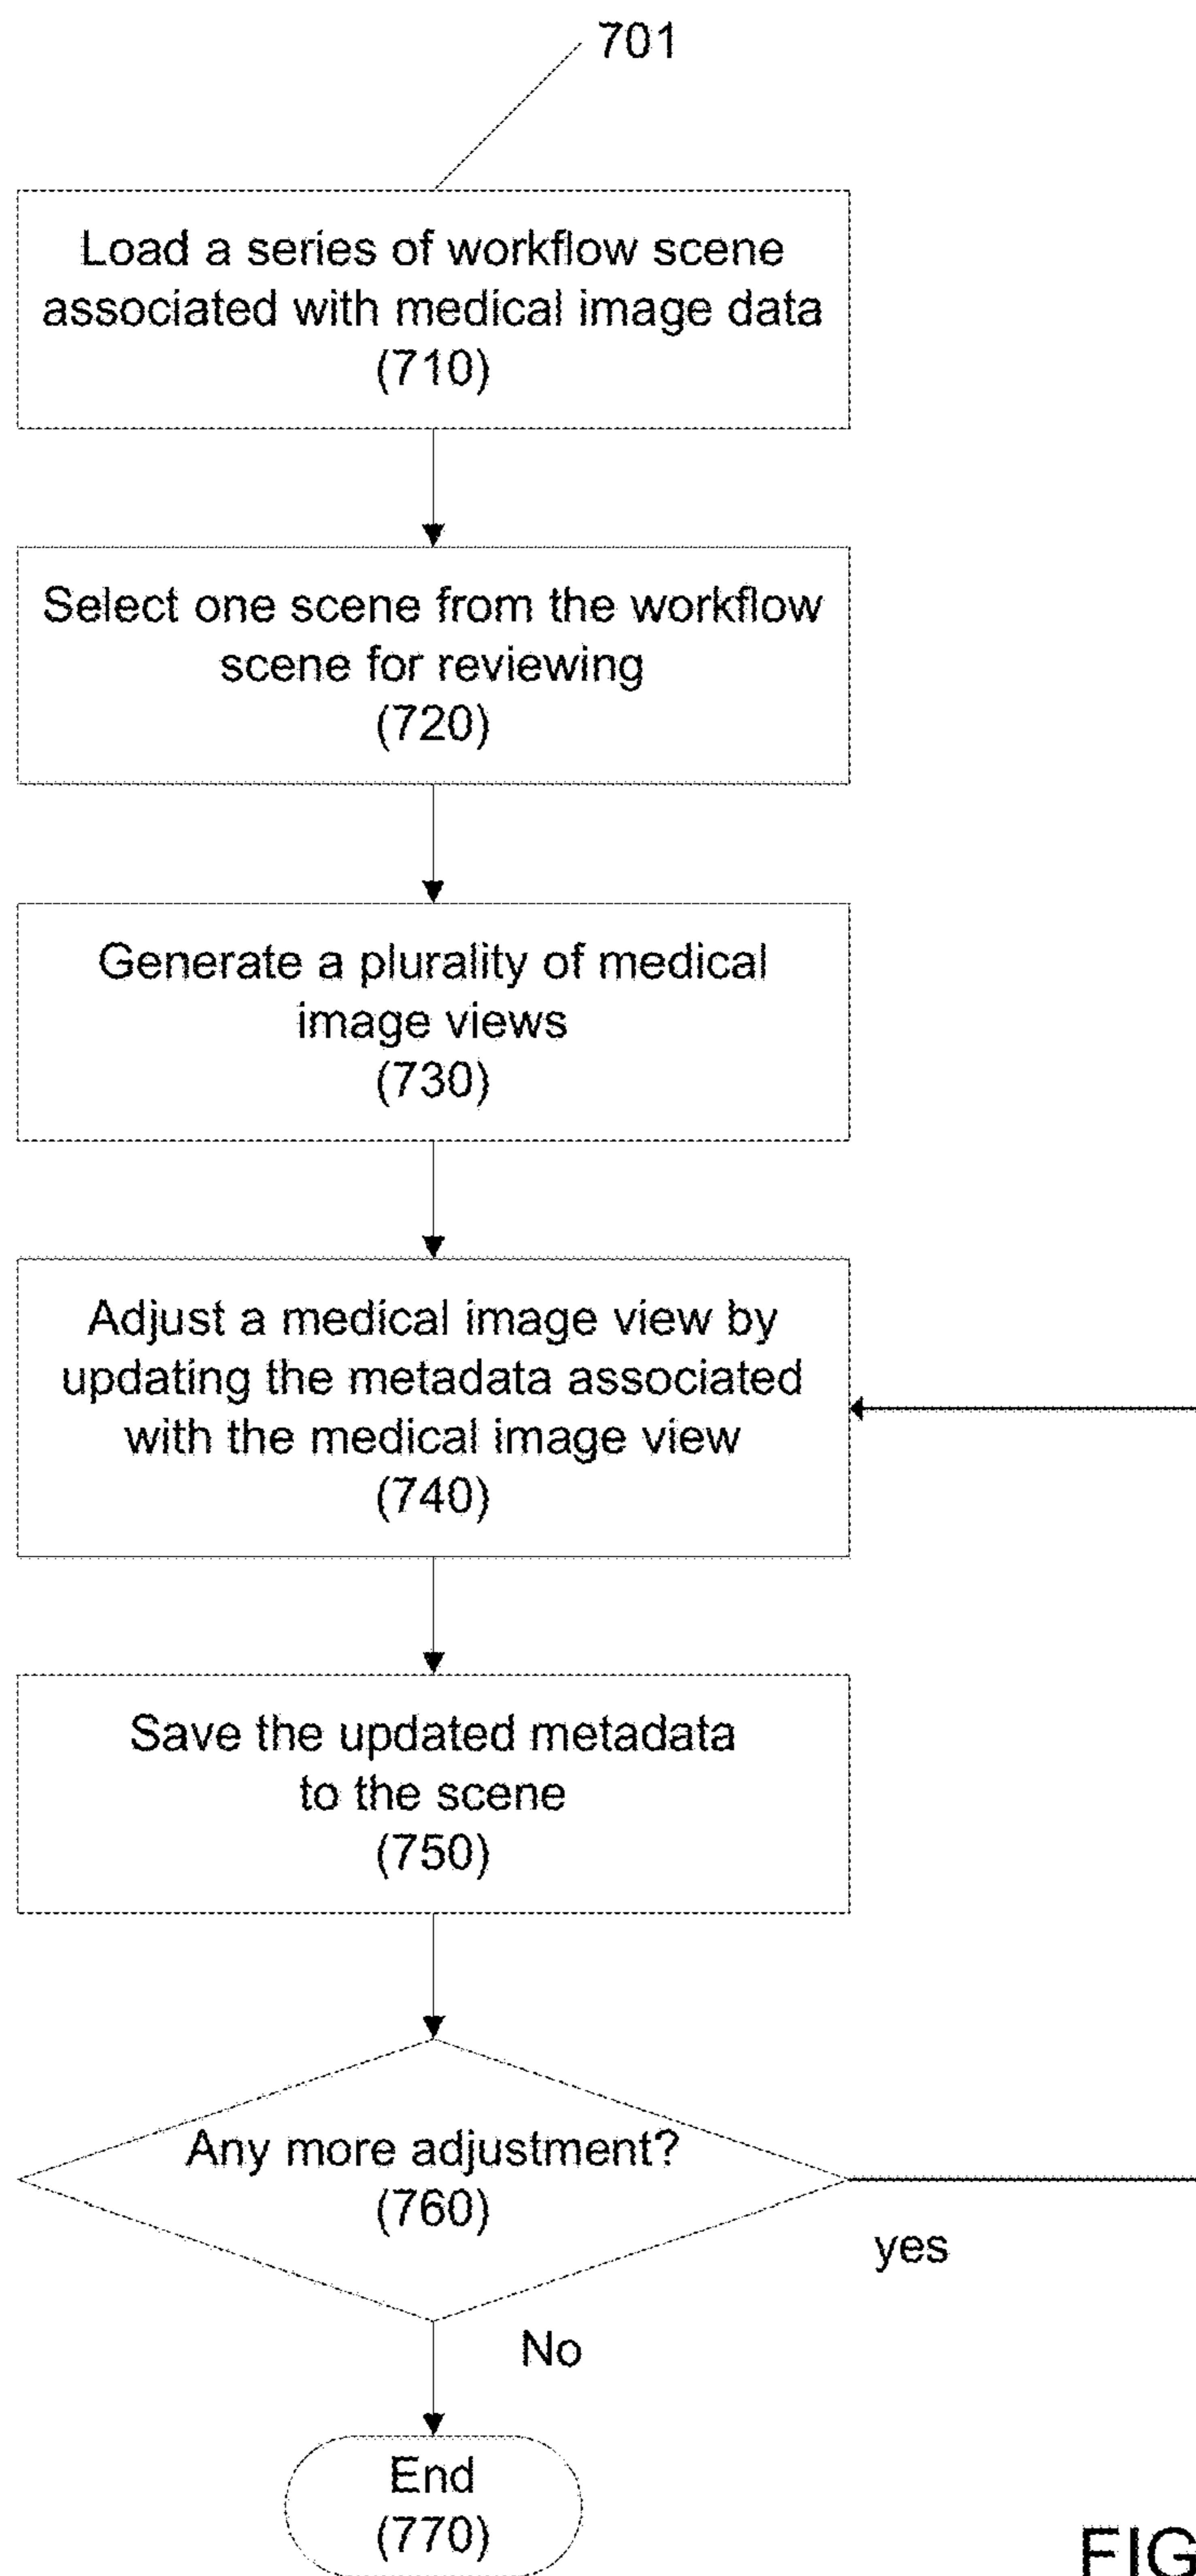 701
Load a series of workflow scene
associated with medical image data
(710)
Select one scene from the workflow
scene for reviewing
(720)
Generate a plurality of medical
image views
(730)
Adjust a medical image view by
updating the metadata associated
with the medical image view
(740)
Save the updated metadata
to the scene
(750)
Any more adjustment?
(760)
yes
No
End
(770)
FIG